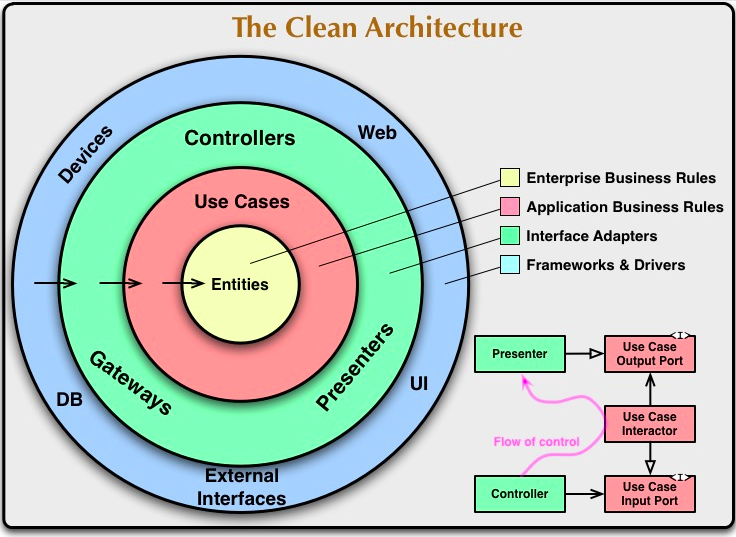 The Clean Architecture
Devices
Web
Controllers
Use Cases
Entities
Gateways
Presenters
DB
UI
External
Interfaces
Enterprise Business Rules
Application Business Rules
Interface Adapters
Frameworks & Drivers
Presenter
<I>
Use Case
Output Port
Use Case
Interactor
Flow of control
Controller
<I>
Use Case
Input Port